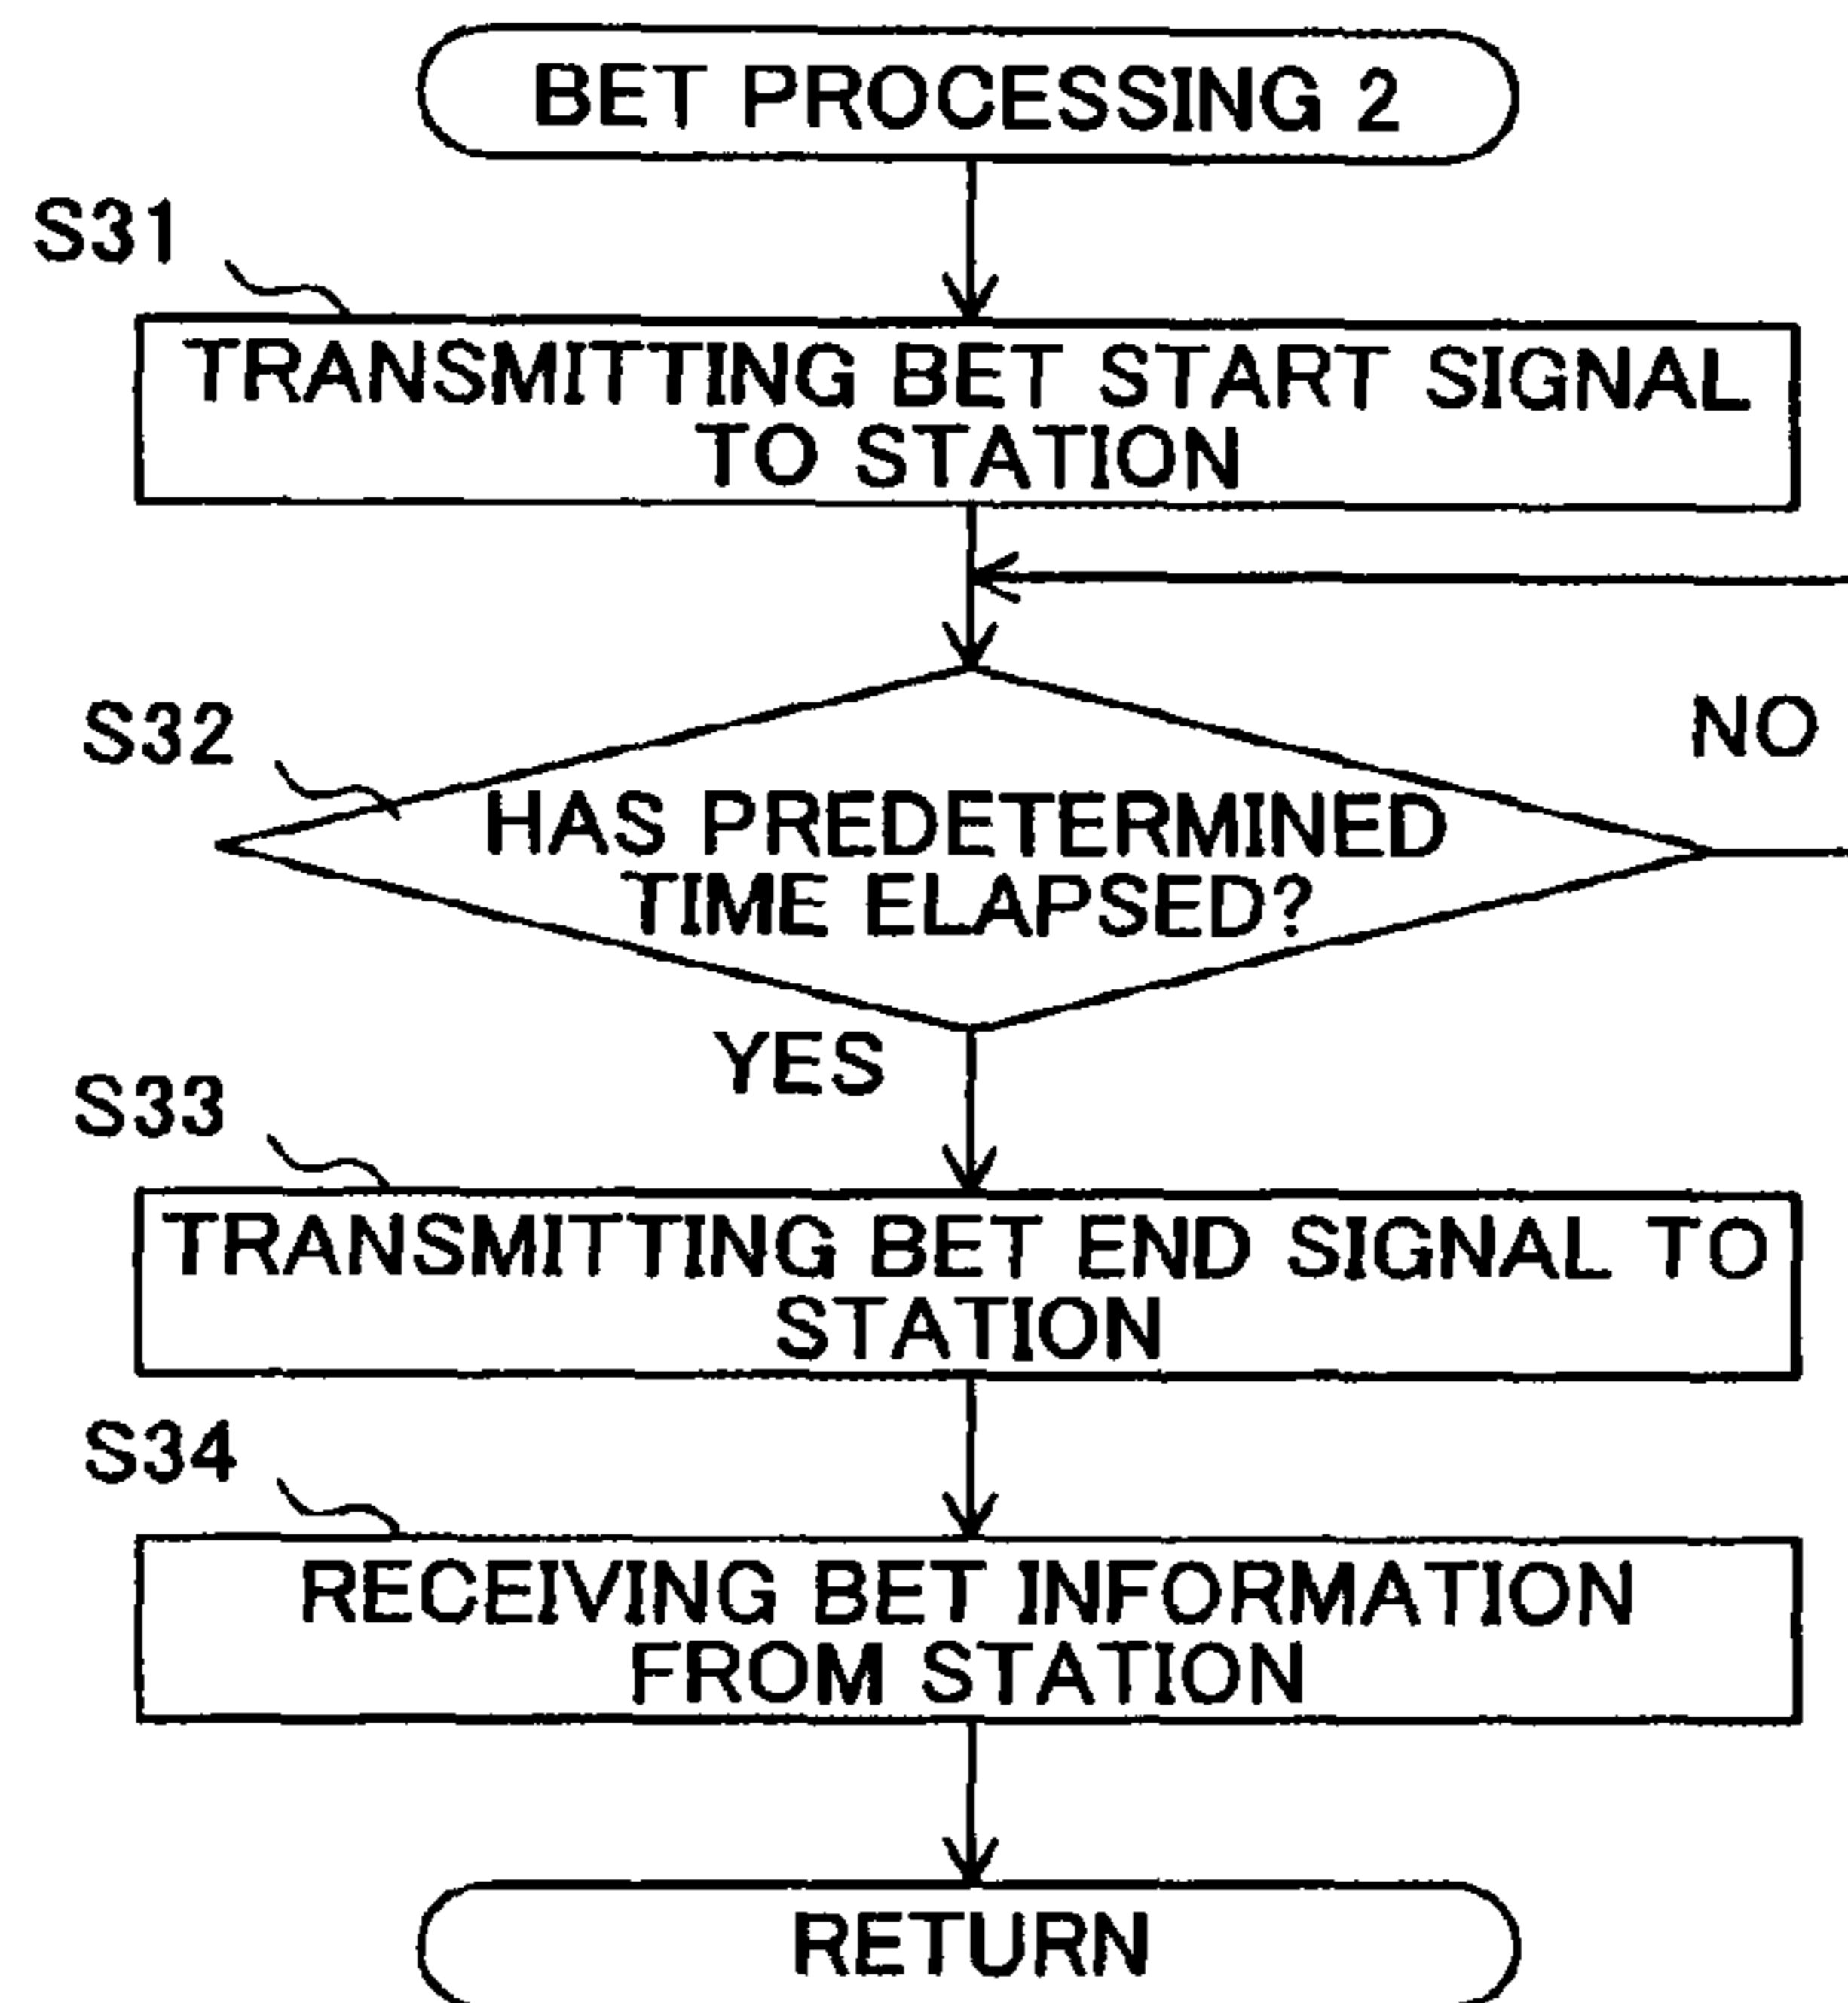 BET PROCESSING 2
S31
TRANSMITTING BET START SIGNAL
TO STATION
S32
NO
HAS PREDETERMINED
TIME ELAPSED?
YES
S33
TRANSMITTING BET END SIGNAL TO
STATION
S34
RECEIVING BET INFORMATION
FROM STATION
RETURN